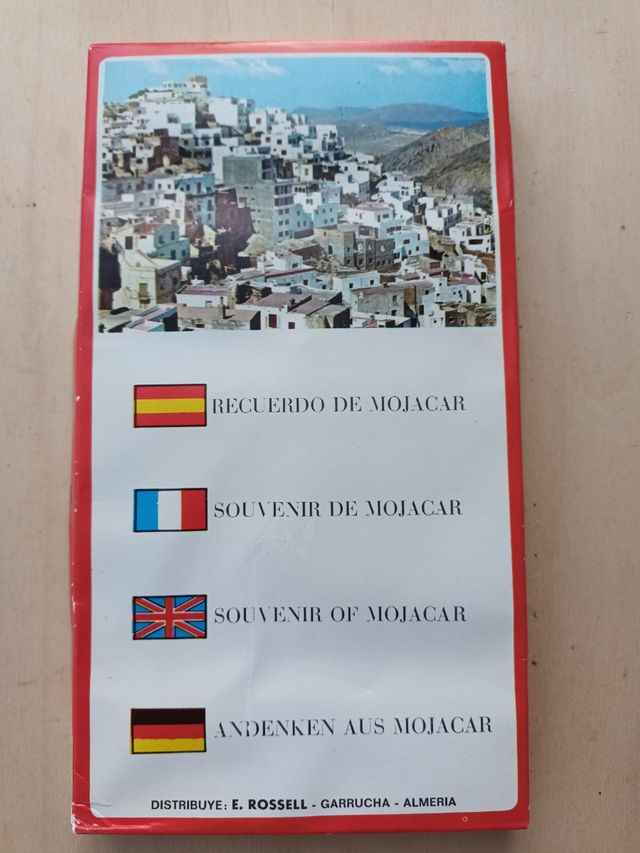 RECUERDO DE MOJACAR
SOUVENIR DE MOJACAR
SOUVENIR OF MOJACAR
ANDENKEN AUS MOJACAR
DISTRIBUYE: E. ROSSELL - GARRUCHA - ALMERIA